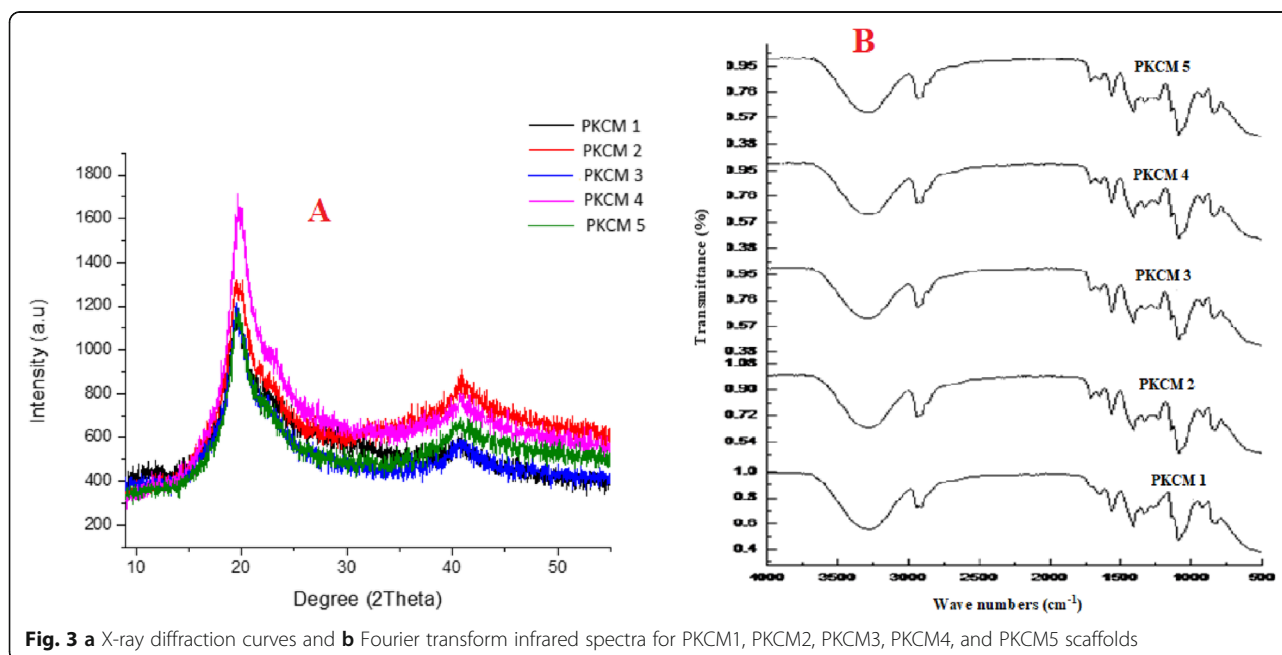 A
PKCM 1
PKCM 2
PKCM 3
PKCM 4
PKCM 5
1800
1600
1400
1200
1000
800
600
400
200
Intensity (a.u)
10 20 30 40 50
Degree (2Theta)
B
PKCM 5
0.95
0.76
0.57
0.38
PKCM 4
0.95
0.76
0.57
0.38
PKCM 3
0.95
0.76
0.57
0.38
PKCM 2
1.08
0.90
0.72
0.54
PKCM 1
1.0
0.8
0.6
0.4
Transmittance (%)
4000 3500 3000 2500 2000 1500 1000 500
Wave numbers (cm-1)
Fig. 3 a X-ray diffraction curves and b Fourier transform infrared spectra for PKCM1, PKCM2, PKCM3, PKCM4, and PKCM5 scaffolds